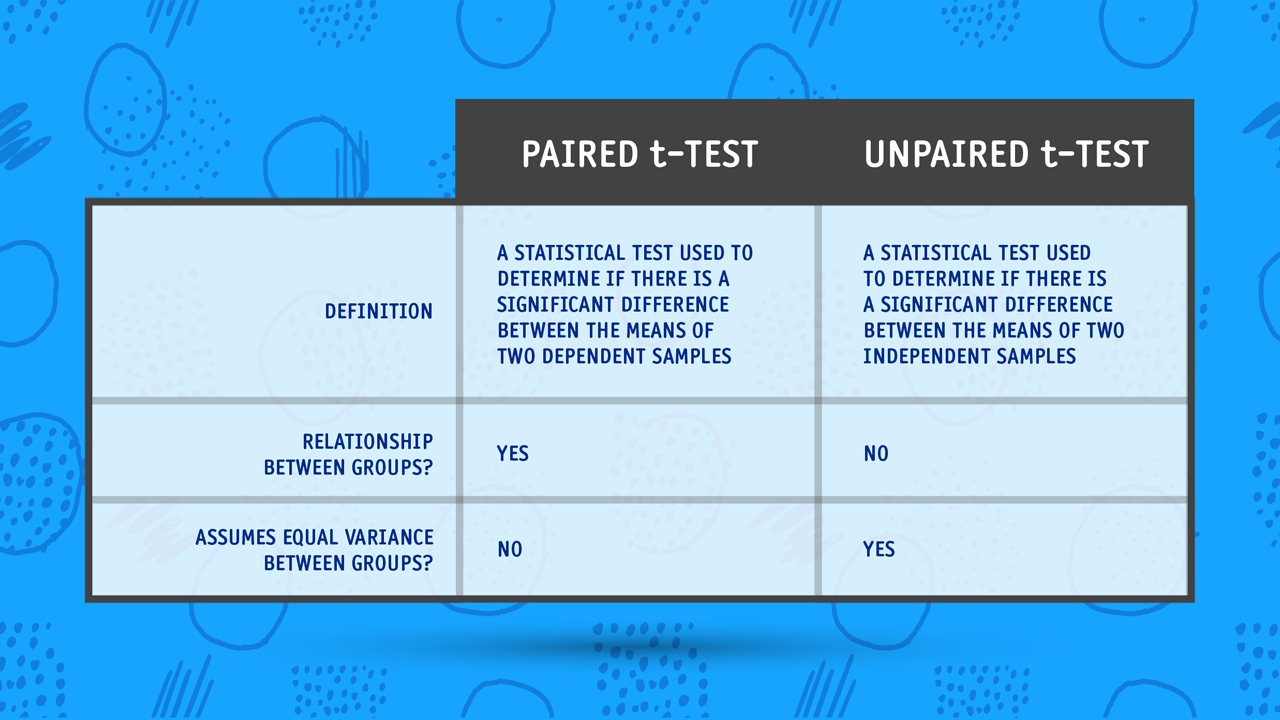 PAIRED t-TEST
UNPAIRED t-TEST
DEFINITION
A STATISTICAL TEST USED TO
DETERMINE IF THERE IS A
SIGNIFICANT DIFFERENCE
BETWEEN THE MEANS OF
TWO DEPENDENT SAMPLES
A STATISTICAL TEST USED
TO DETERMINE IF THERE IS
A SIGNIFICANT DIFFERENCE
BETWEEN THE MEANS OF TWO
INDEPENDENT SAMPLES
RELATIONSHIP
BETWEEN GROUPS?
YES
NO
ASSUMES EQUAL VARIANCE
BETWEEN GROUPS?
NO
YES